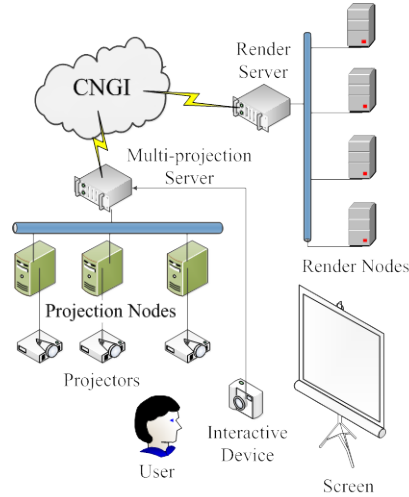 Render
Server
CNGI
Multi-projection
Server
Render Nodes
Projection Nodes
Projectors
Interactive
Device
User
Screen